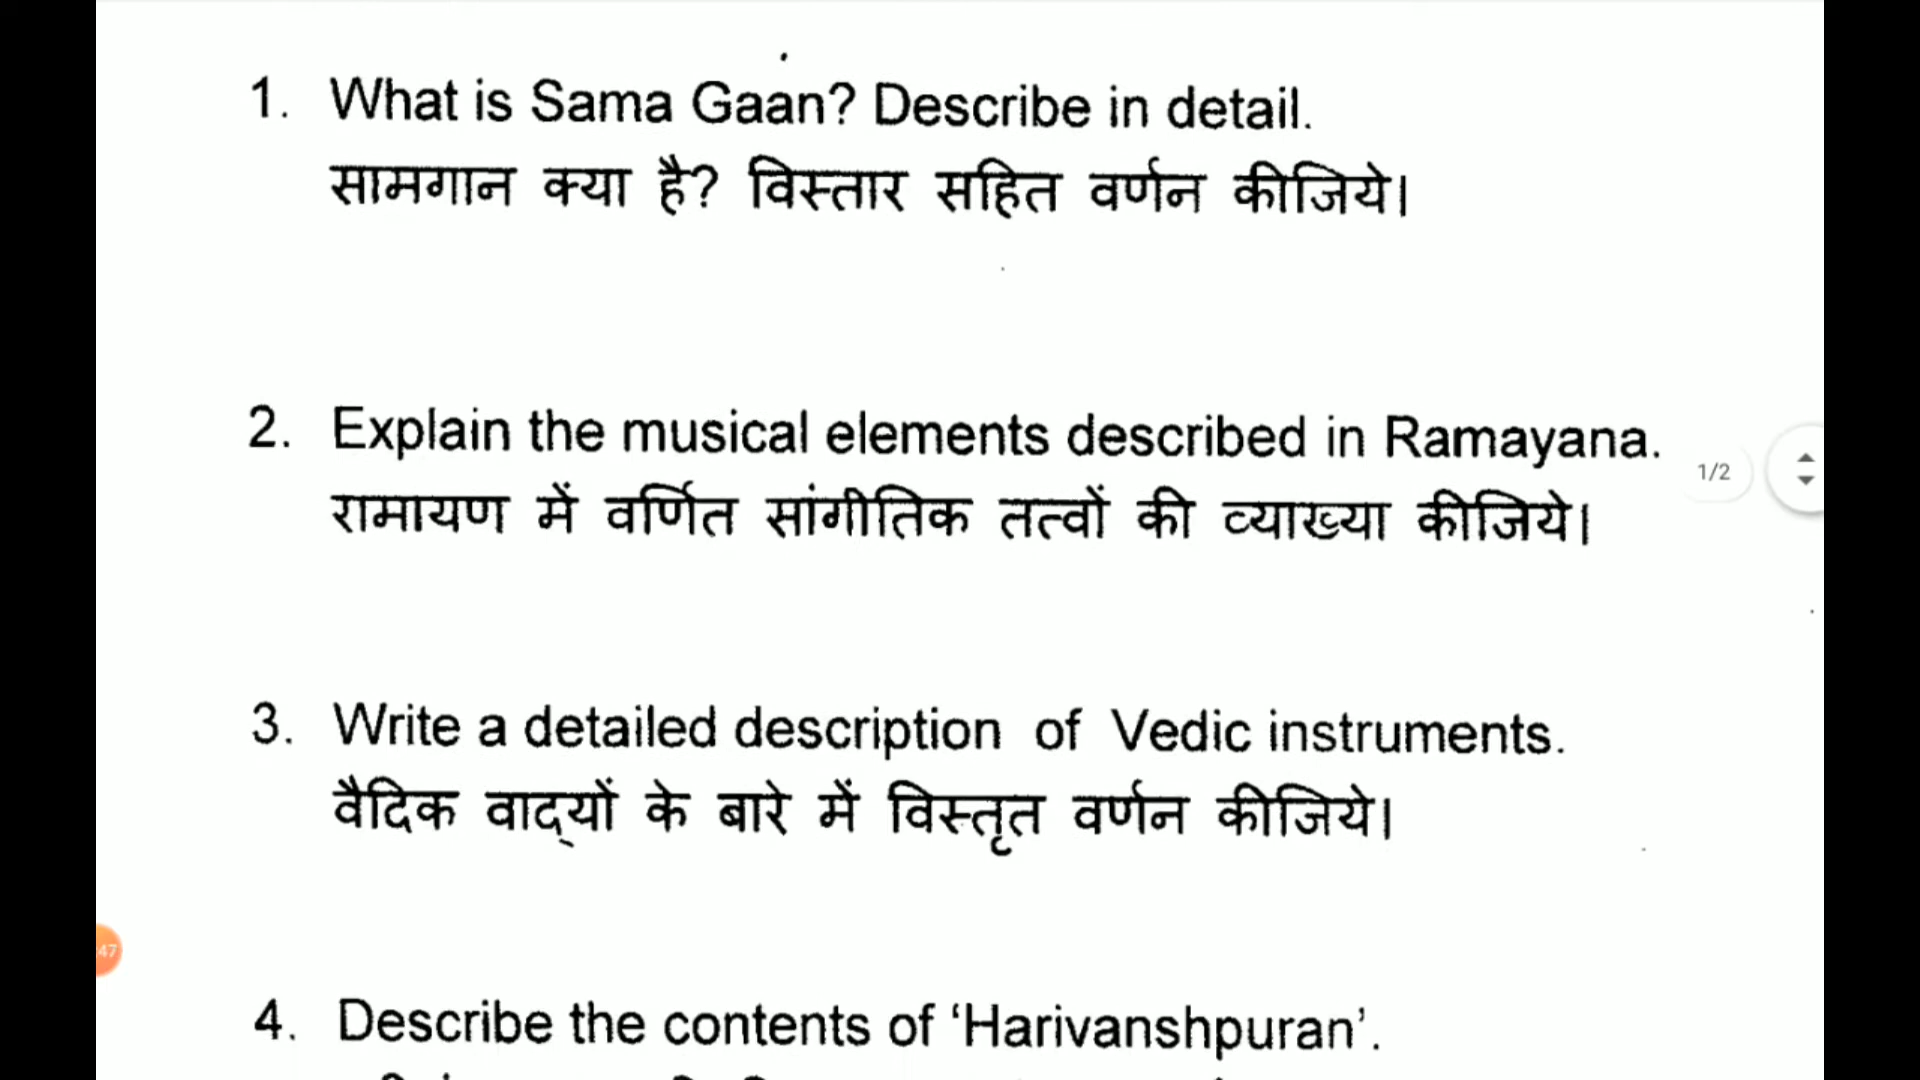 1. What is Sama Gaan? Describe in detail.
सामगान क्या है? विस्तार सहित वर्णन कीजिये।
2. Explain the musical elements described in Ramayana.
1/2
रामायण में वर्णित सांगीतिक तत्वों की व्याख्या कीजिये।
3. Write a detailed description of Vedic instruments.
वैदिक वाद्यों के बारे में विस्तृत वर्णन कीजिये।
47
4. Describe the contents of ‘Harivanshpuran’.